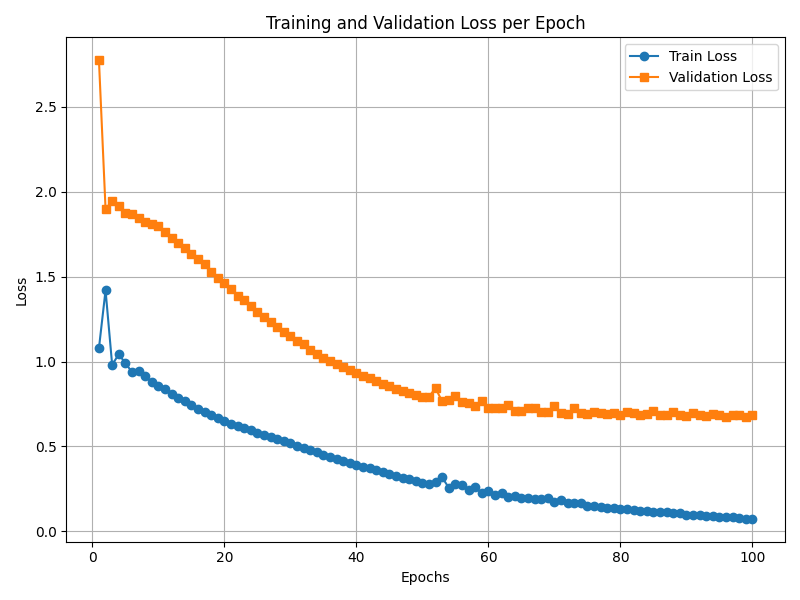 Training and Validation Loss per Epoch
Train Loss
Validation Loss
2.5
2.0
1.5
1.0
0.5
0.0
Loss
0 20 40 60 80 100
Epochs